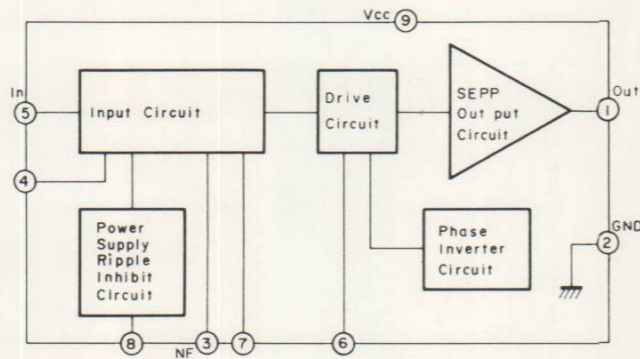 Vcc
9
In
5
Input Circuit
Drive
Circuit
SEPP
Out put
Circuit
Out
1
4
Power
Supply
Ripple
Inhibit
Circuit
Phase
Inverter
Circuit
GND
2
8
NF
3
7
6